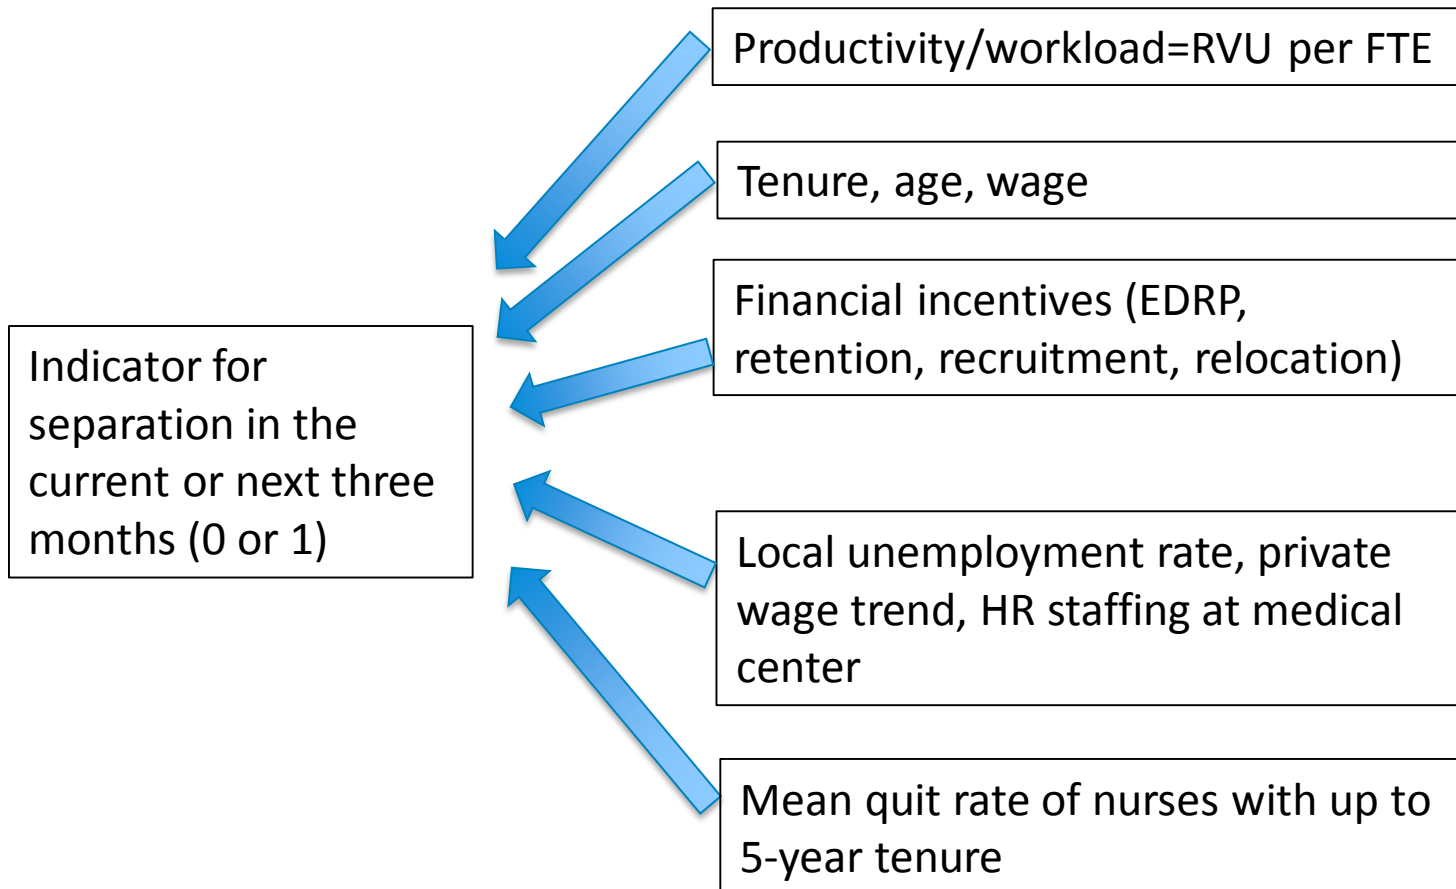 Productivity/workload=RVU per FTE
Tenure, age, wage
Financial incentives (EDRP,
retention, recruitment, relocation)
Indicator for
separation in the
current or next three
months (0 or 1)
Local unemployment rate, private
wage trend, HR staffing at medical
center
Mean quit rate of nurses with up to
5-year tenure